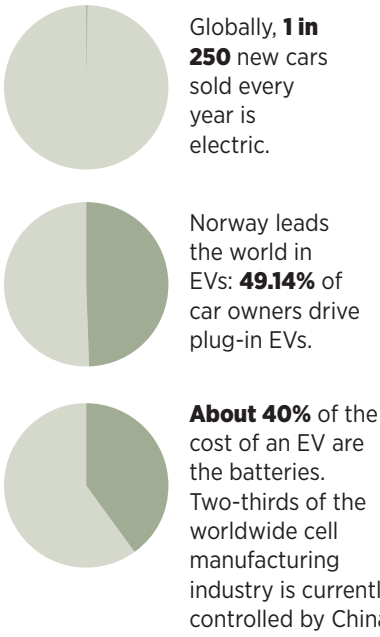 Globally, 1 in
250 new cars
sold every
year is
electric.
Norway leads
the world in
EVs: 49.14% of
car owners drive
plug-in EVs.
About 40% of the
cost of an EV are
the batteries.
Two-thirds of the
worldwide cell
manufacturing
industry is currentl
controlled by China